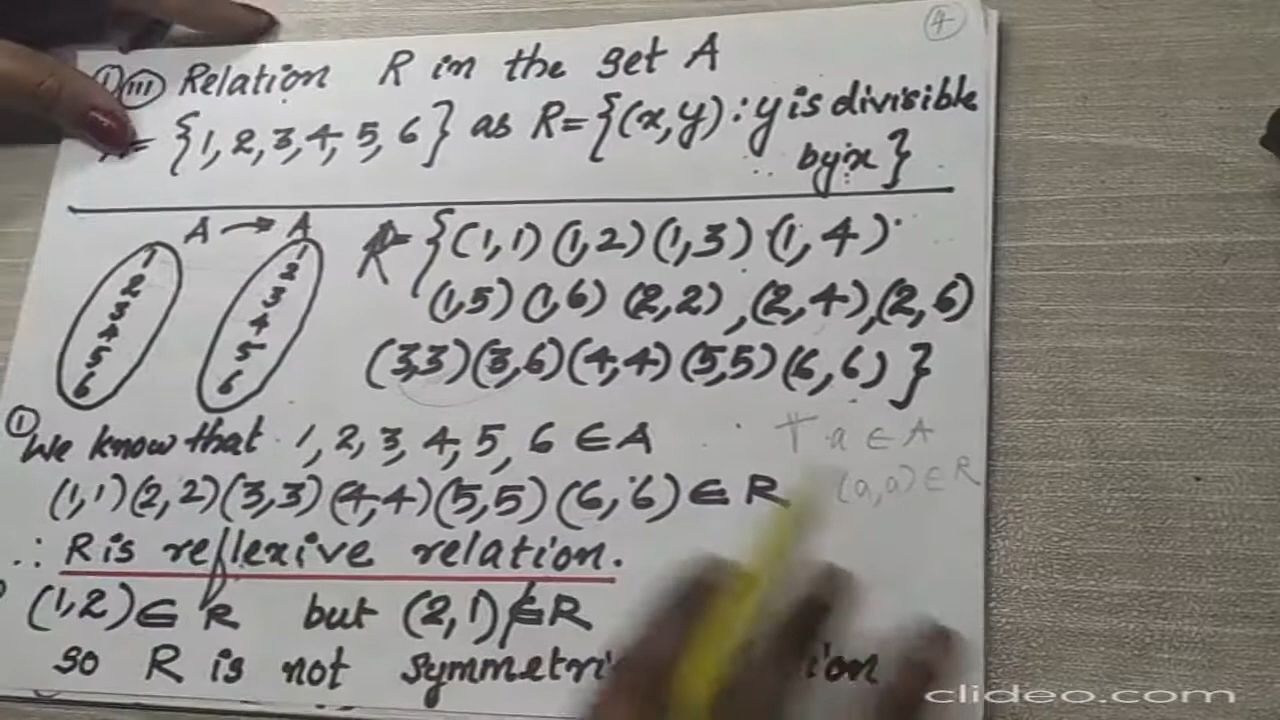 4
① (iii) Relation R in the set A
= {1, 2, 3, 4, 5, 6} as R = {(x, y) : y is divisible
by x}
A → A
1 2 3 4 5 6
1 2 3 4 5 6
R = {(1, 1) (1, 2) (1, 3) (1, 4)
(1, 5) (1, 6) (2, 2) , (2, 4), (2, 6)
(3, 3) (3, 6) (4, 4) (5, 5) (6, 6) }
① We know that 1, 2, 3, 4, 5, 6 ∈ A
a ∈ A
(1, 1) (2, 2) (3, 3) (4, 4) (5, 5) (6, 6) ∈ R
(a, a) ∈ R
∴ R is reflexive relation.
(1, 2) ∈ R but (2, 1) ∉ R
so R is not
clideo.com